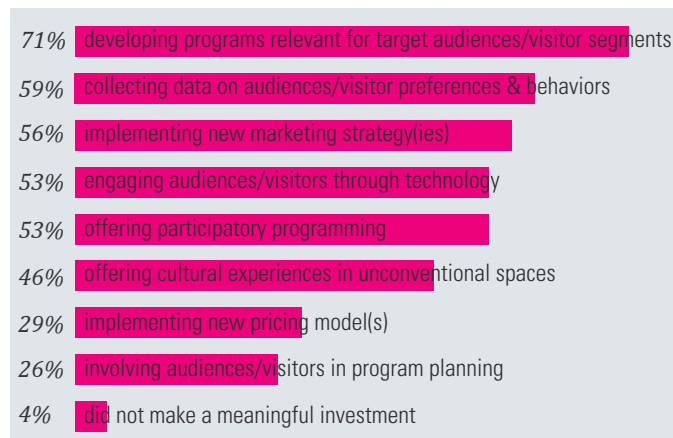 71% developing programs relevant for target audiences/visitor segments
59% collecting data on audiences/visitor preferences & behaviors
56% implementing new marketing strategy(ies)
53% engaging audiences/visitors through technology
53% offering participatory programming
46% offering cultural experiences in unconventional spaces
29% implementing new pricing model(s)
26% involving audiences/visitors in program planning
4% did not make a meaningful investment